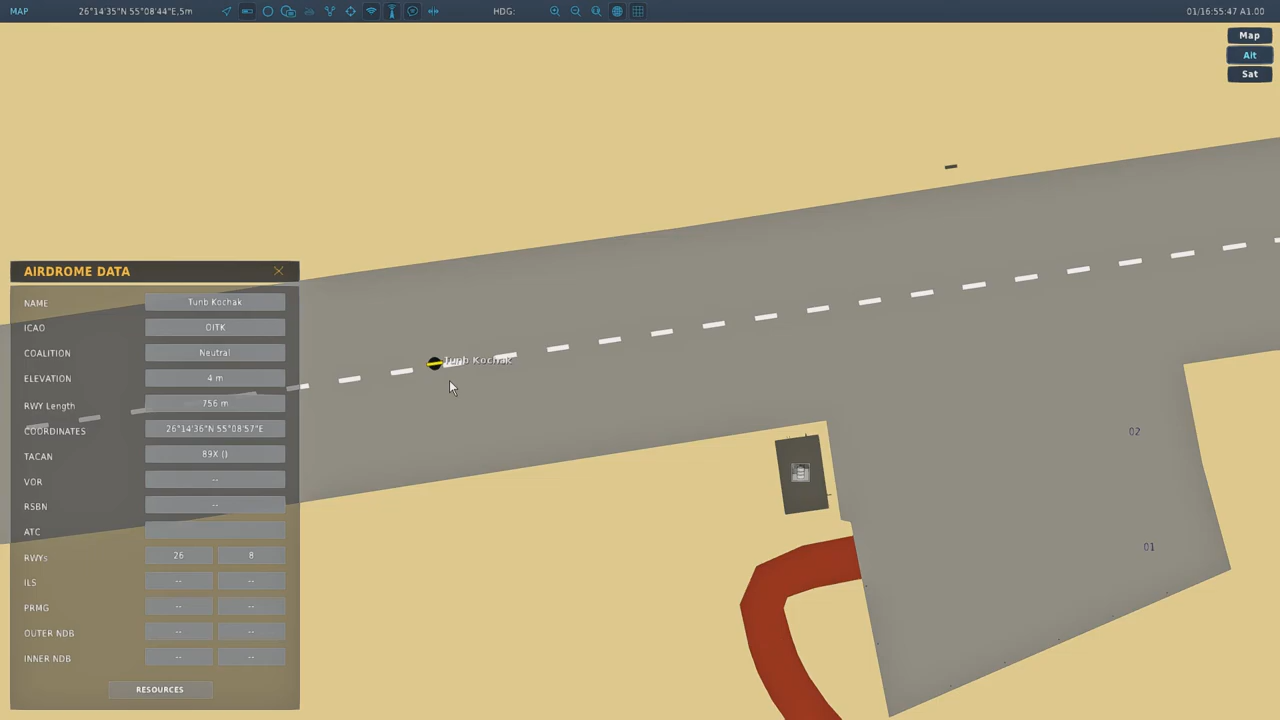 MAP 26°14'35"N 55°08'44"E,5m HDG: 01/16:55:47 A1.00
Map
Alt
Sat
AIRDROME DATA
NAME Tunb Kochak
ICAO OITK
COALITION Neutral
ELEVATION 4 m
RWY Length 756 m
COORDINATES 26°14'36"N 55°08'57"E
TACAN 89X ()
VOR --
RSBN --
ATC
RWYs 26 8
ILS -- --
PRMG -- --
OUTER NDB -- --
INNER NDB -- --
RESOURCES
Tunb Kochak
02
01